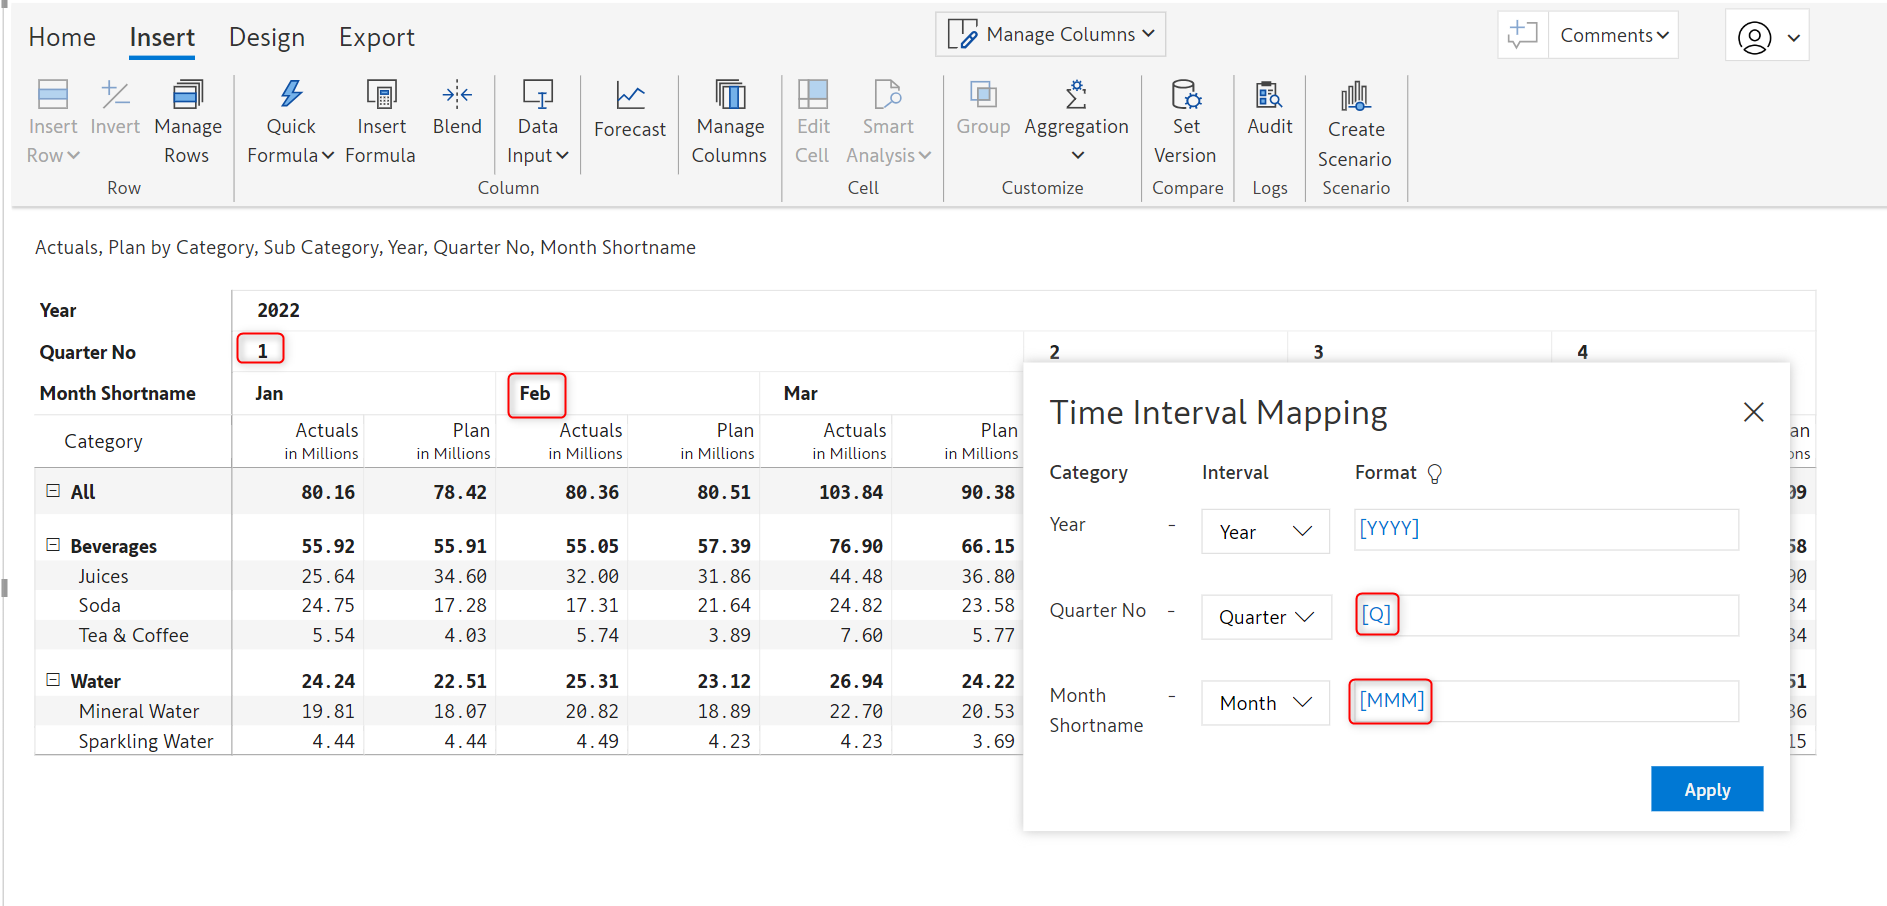 Home Insert Design Export Manage Columns Comments
Insert Row Invert Manage Rows Quick Formula Insert Formula Blend Data Input Forecast Manage Columns Edit Cell Smart Analysis Group Aggregation Set Version Audit Create Scenario
Row Column Cell Customize Compare Logs Scenario
Actuals, Plan by Category, Sub Category, Year, Quarter No, Month Shortname
Year 2022
Quarter No 1 2 3 4
Month Shortname Jan Feb Mar
Category Actuals in Millions Plan in Millions Actuals in Millions Plan in Millions Actuals in Millions Plan in Millions
All 80.16 78.42 80.36 80.51 103.84 90.38
Beverages 55.92 55.91 55.05 57.39 76.90 66.15
Juices 25.64 34.60 32.00 31.86 44.48 36.80
Soda 24.75 17.28 17.31 21.64 24.82 23.58
Tea & Coffee 5.54 4.03 5.74 3.89 7.60 5.77
Water 24.24 22.51 25.31 23.12 26.94 24.22
Mineral Water 19.81 18.07 20.82 18.89 22.70 20.53
Sparkling Water 4.44 4.44 4.49 4.23 4.23 3.69
Time Interval Mapping
Category Interval Format
Year - Year [YYYY]
Quarter No - Quarter [Q]
Month Shortname - Month [MMM]
Apply